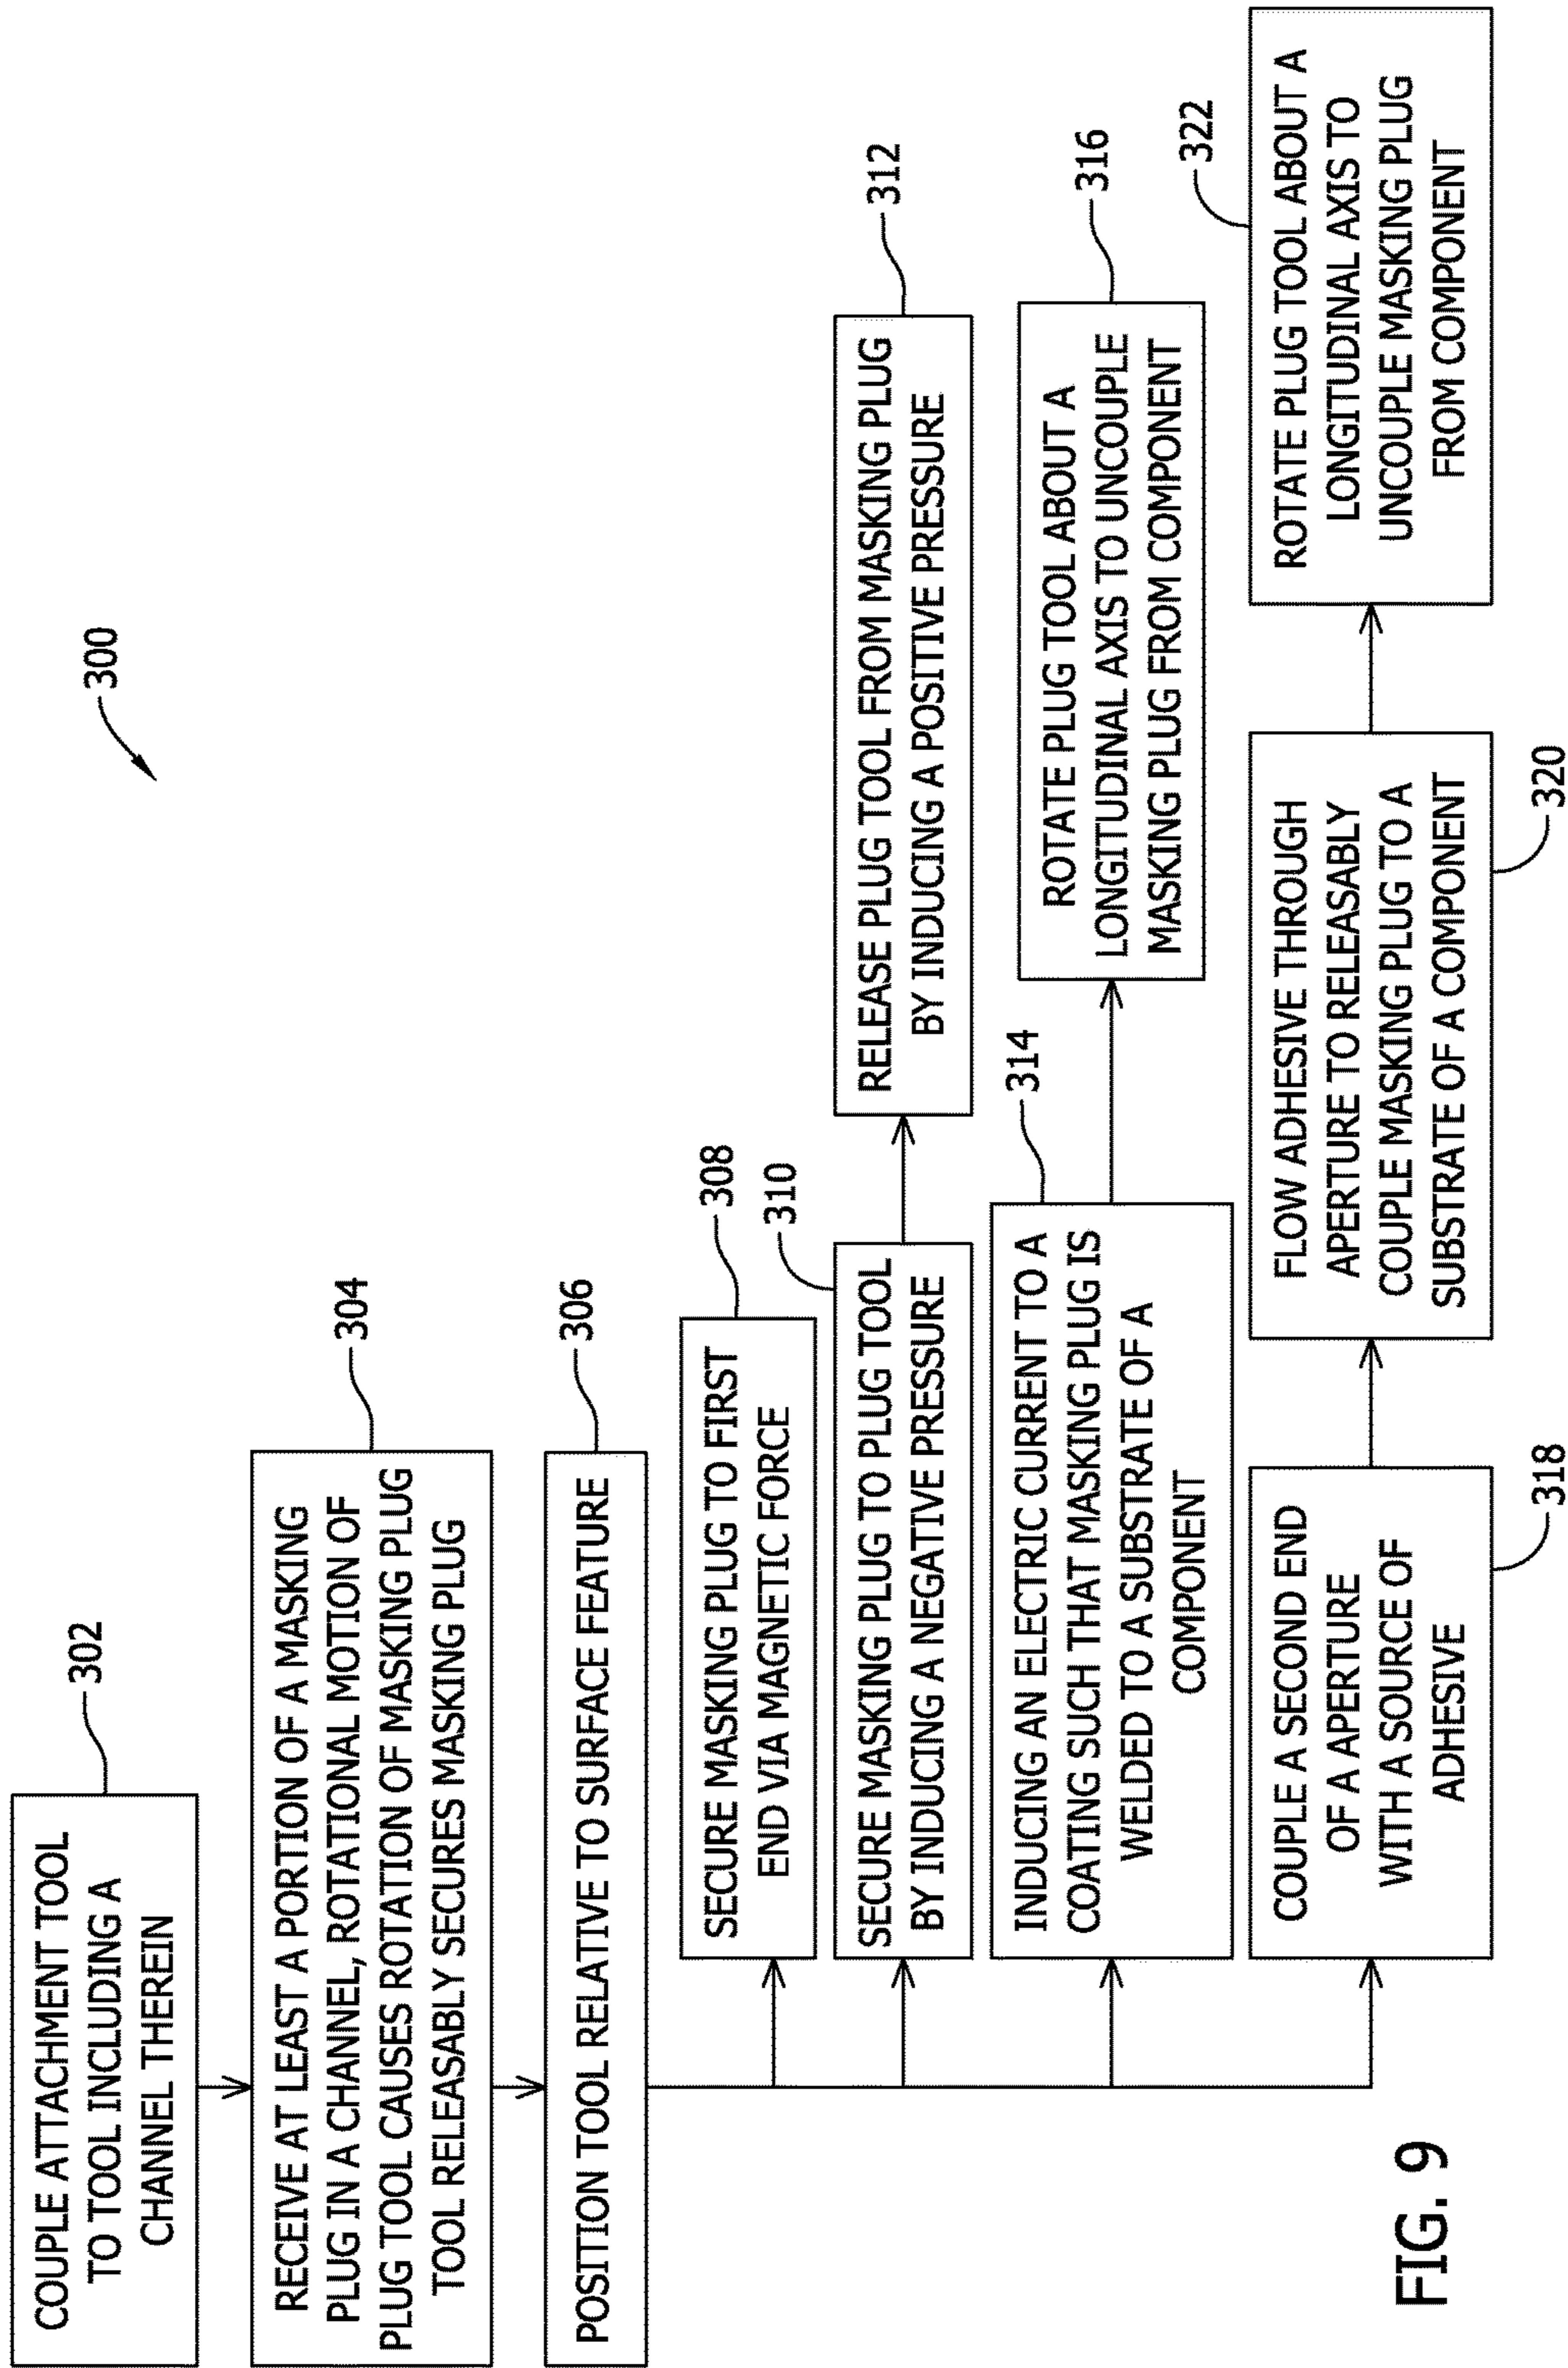 300
COUPLE ATTACHMENT TOOL
TO TOOL INCLUDING A
CHANNEL THEREIN
302
RECEIVE AT LEAST A PORTION OF A MASKING
PLUG IN A CHANNEL, ROTATIONAL MOTION OF
PLUG TOOL CAUSES ROTATION OF MASKING PLUG
TOOL RELEASABLY SECURES MASKING PLUG
304
POSITION TOOL RELATIVE TO SURFACE FEATURE
306
SECURE MASKING PLUG TO FIRST
END VIA MAGNETIC FORCE
308
SECURE MASKING PLUG TO PLUG TOOL
BY INDUCING A NEGATIVE PRESSURE
310
RELEASE PLUG TOOL FROM MASKING PLUG
BY INDUCING A POSITIVE PRESSURE
312
INDUCING AN ELECTRIC CURRENT TO A
COATING SUCH THAT MASKING PLUG IS
WELDED TO A SUBSTRATE OF A
COMPONENT
314
ROTATE PLUG TOOL ABOUT A
LONGITUDINAL AXIS TO UNCOUPLE
MASKING PLUG FROM COMPONENT
316
COUPLE A SECOND END
OF A APERTURE
WITH A SOURCE OF
ADHESIVE
318
FLOW ADHESIVE THROUGH
APERTURE TO RELEASABLY
COUPLE MASKING PLUG TO A
SUBSTRATE OF A COMPONENT
320
ROTATE PLUG TOOL ABOUT A
LONGITUDINAL AXIS TO
UNCOUPLE MASKING PLUG
FROM COMPONENT
322
FIG. 9